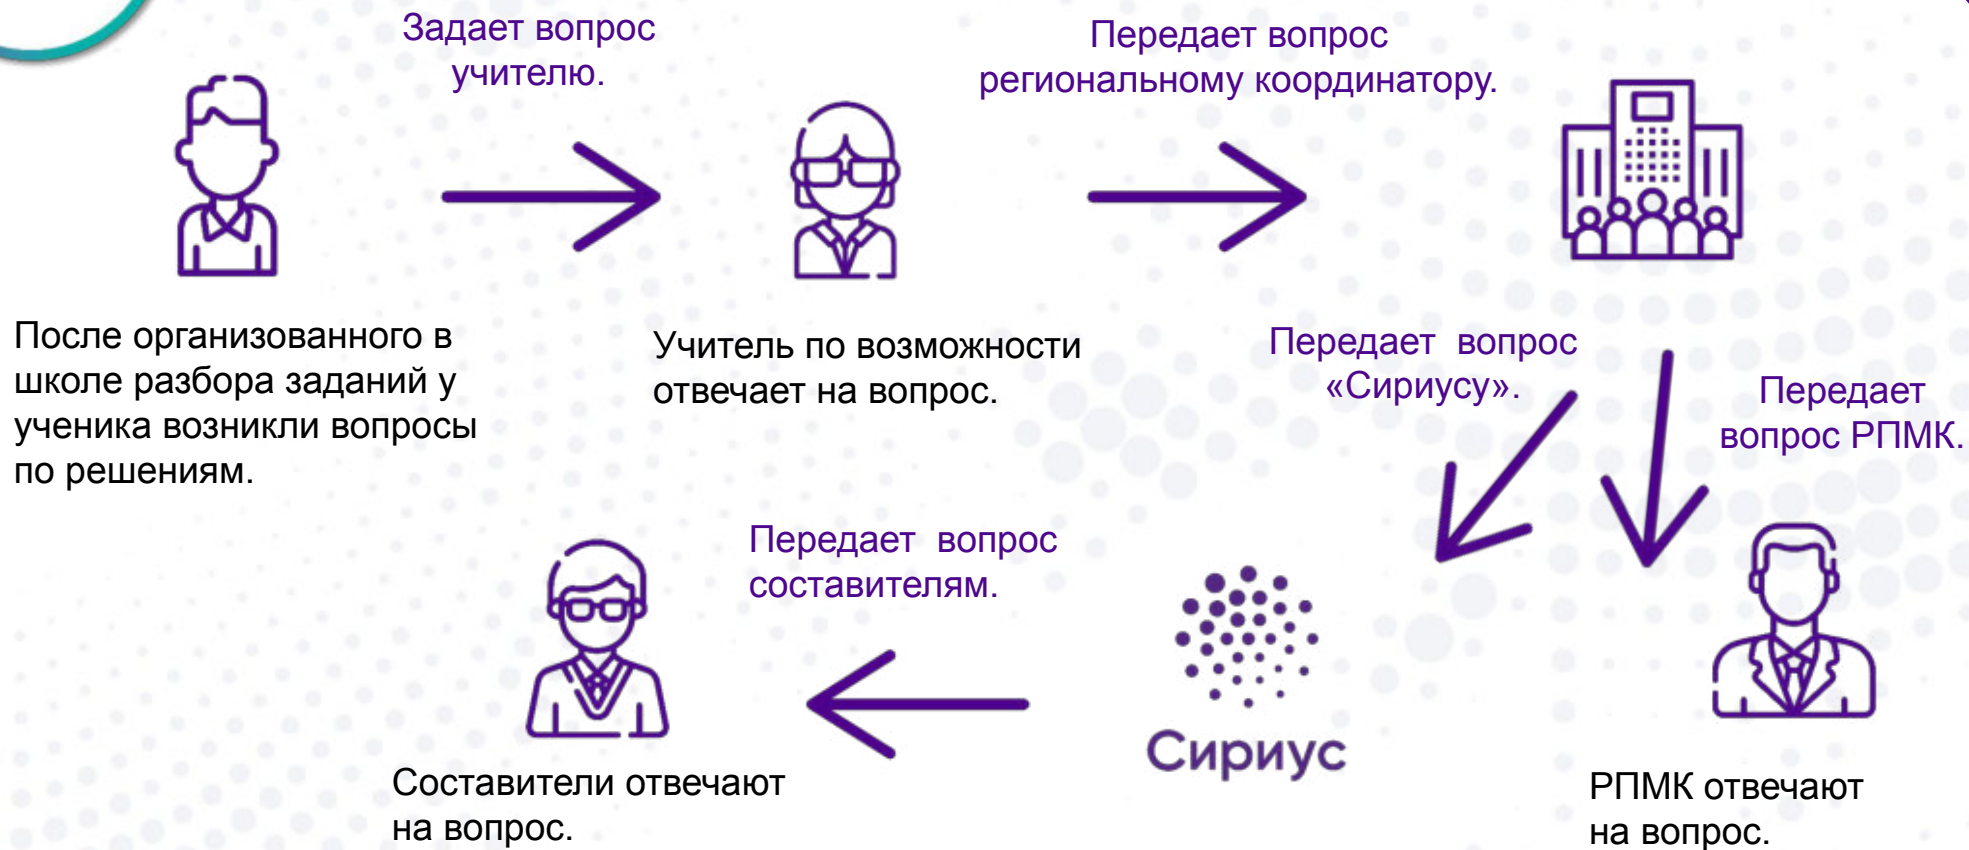 Задает вопрос
учителю.
Передает вопрос
региональному координатору.
После организованного в
школе разбора заданий у
ученика возникли вопросы
по решениям.
Учитель по возможности
отвечает на вопрос.
Передает вопрос
«Сириусу».
Передает
вопрос РПМК.
Передает вопрос
составителям.
Сириус
Составители отвечают
на вопрос.
РПМК отвечают
на вопрос.